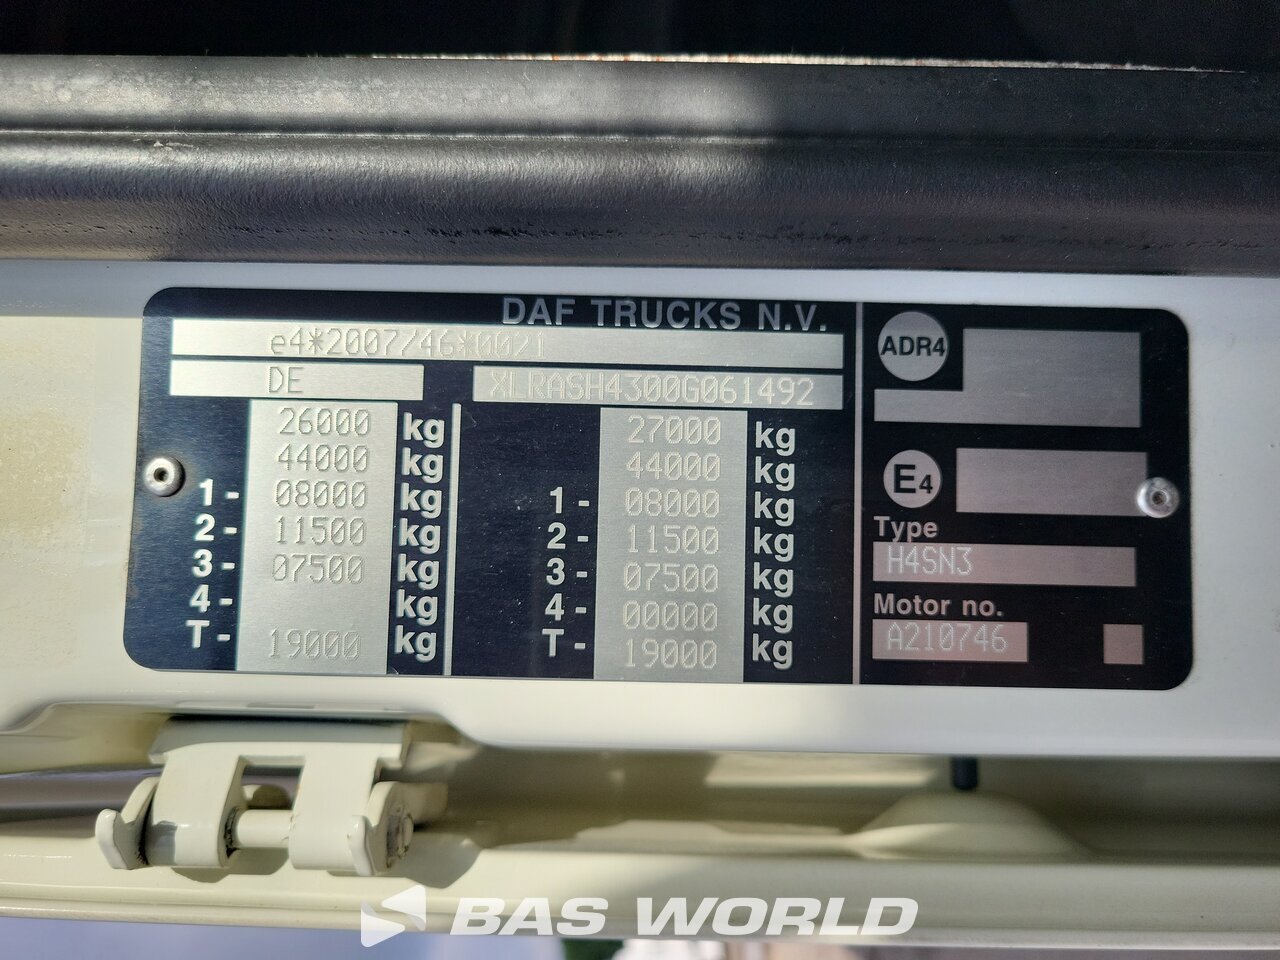 DAF TRUCKS N.V.
e4*2007/46*0021
DE XLRASH4300G061492
26000 kg 27000 kg
44000 kg 44000 kg
1- 08000 kg 1- 08000 kg
2- 11500 kg 2- 11500 kg
3- 07500 kg 3- 07500 kg
4- kg 4- 00000 kg
T- 19000 kg T- 19000 kg
ADR4
E4
Type
H4SN3
Motor no.
A210746
BAS WORLD